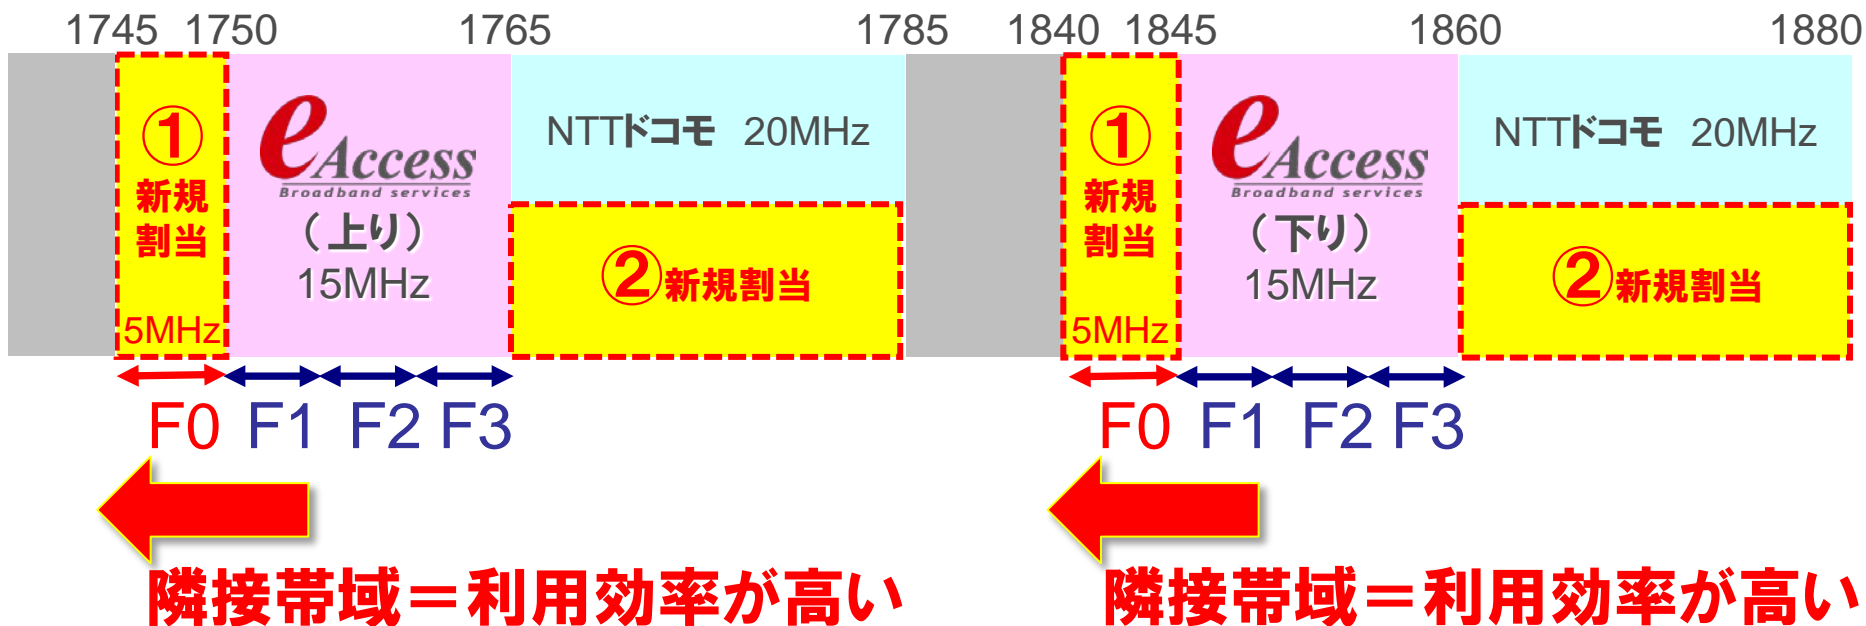 1745 1750 1765 1785 1840 1845 1860 1880
①
新規
割当
5MHz
eAccess
Broadband services
（上り）
15MHz
NTTドコモ 20MHz
②新規割当
①
新規
割当
5MHz
eAccess
Broadband services
（下り）
15MHz
NTTドコモ 20MHz
②新規割当
F0 F1 F2 F3
F0 F1 F2 F3
隣接帯域＝利用効率が高い
隣接帯域＝利用効率が高い